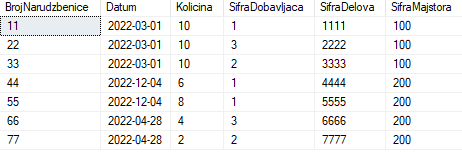 BrojNarudzbenice Datum Kolicina SifraDobavljaca SifraDelova SifraMajstora
11 2022-03-01 10 1 1111 100
22 2022-03-01 10 3 2222 100
33 2022-03-01 10 2 3333 100
44 2022-12-04 6 1 4444 200
55 2022-12-04 8 1 5555 200
66 2022-04-28 4 3 6666 200
77 2022-04-28 2 2 7777 200